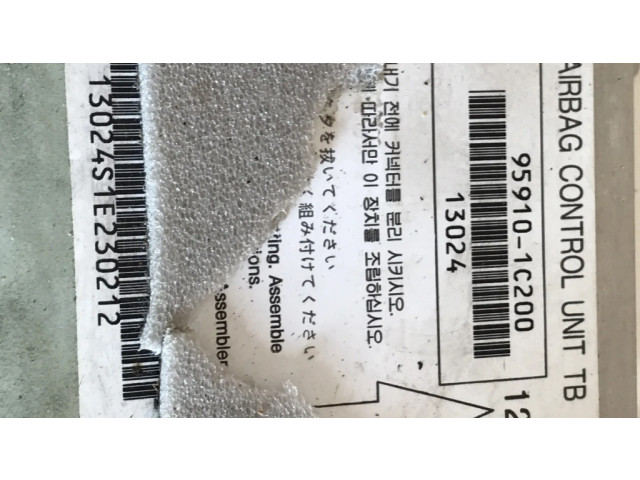 AIRBAG CONTROL UNIT TB
95910-1C200
13024
12
내기 전에 커넥터를 분리 시키시오.
따라서만 이 장치를 조립하십시오.
タを抜いてください
く組み付けてください
ing. Assemble
ons.
ssembler
13024S1E230212